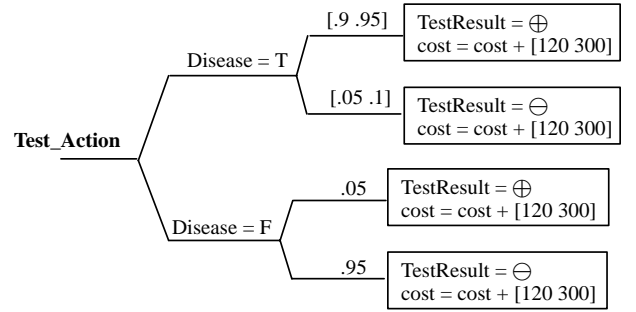 [.9 .95]
TestResult = ⊕
cost = cost + [120 300]
Disease = T
[.05 .1]
TestResult = ⊖
cost = cost + [120 300]
Test_Action
.05
TestResult = ⊕
cost = cost + [120 300]
Disease = F
.95
TestResult = ⊖
cost = cost + [120 300]